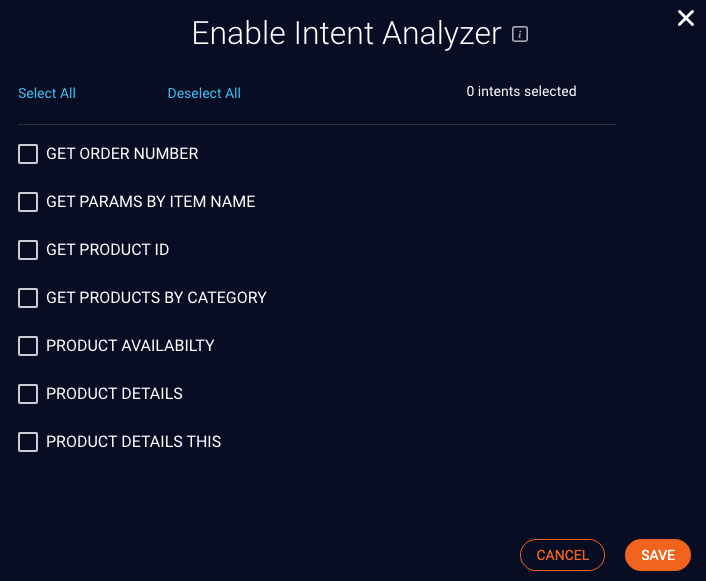 Enable Intent Analyzer i
Select All Deselect All 0 intents selected
GET ORDER NUMBER
GET PARAMS BY ITEM NAME
GET PRODUCT ID
GET PRODUCTS BY CATEGORY
PRODUCT AVAILABILTY
PRODUCT DETAILS
PRODUCT DETAILS THIS
CANCEL SAVE